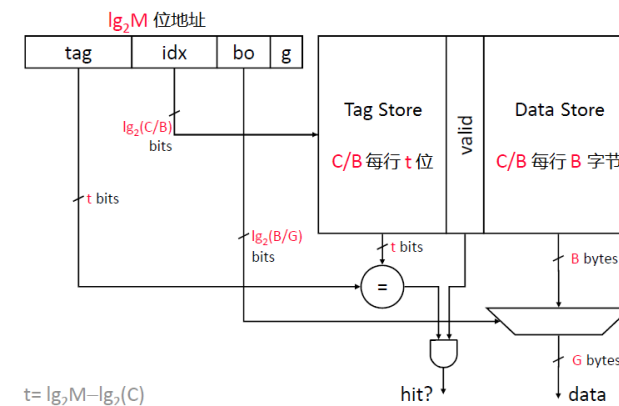 lg₂M 位地址
tag idx bo g
Tag Store
valid
Data Store
lg₂(C/B)
bits
C/B 每行 t 位
C/B 每行 B 字节
t bits
lg₂(B/G)
bits
t bits
B bytes
=
G bytes
t= lg₂M–lg₂(C)
hit?
data